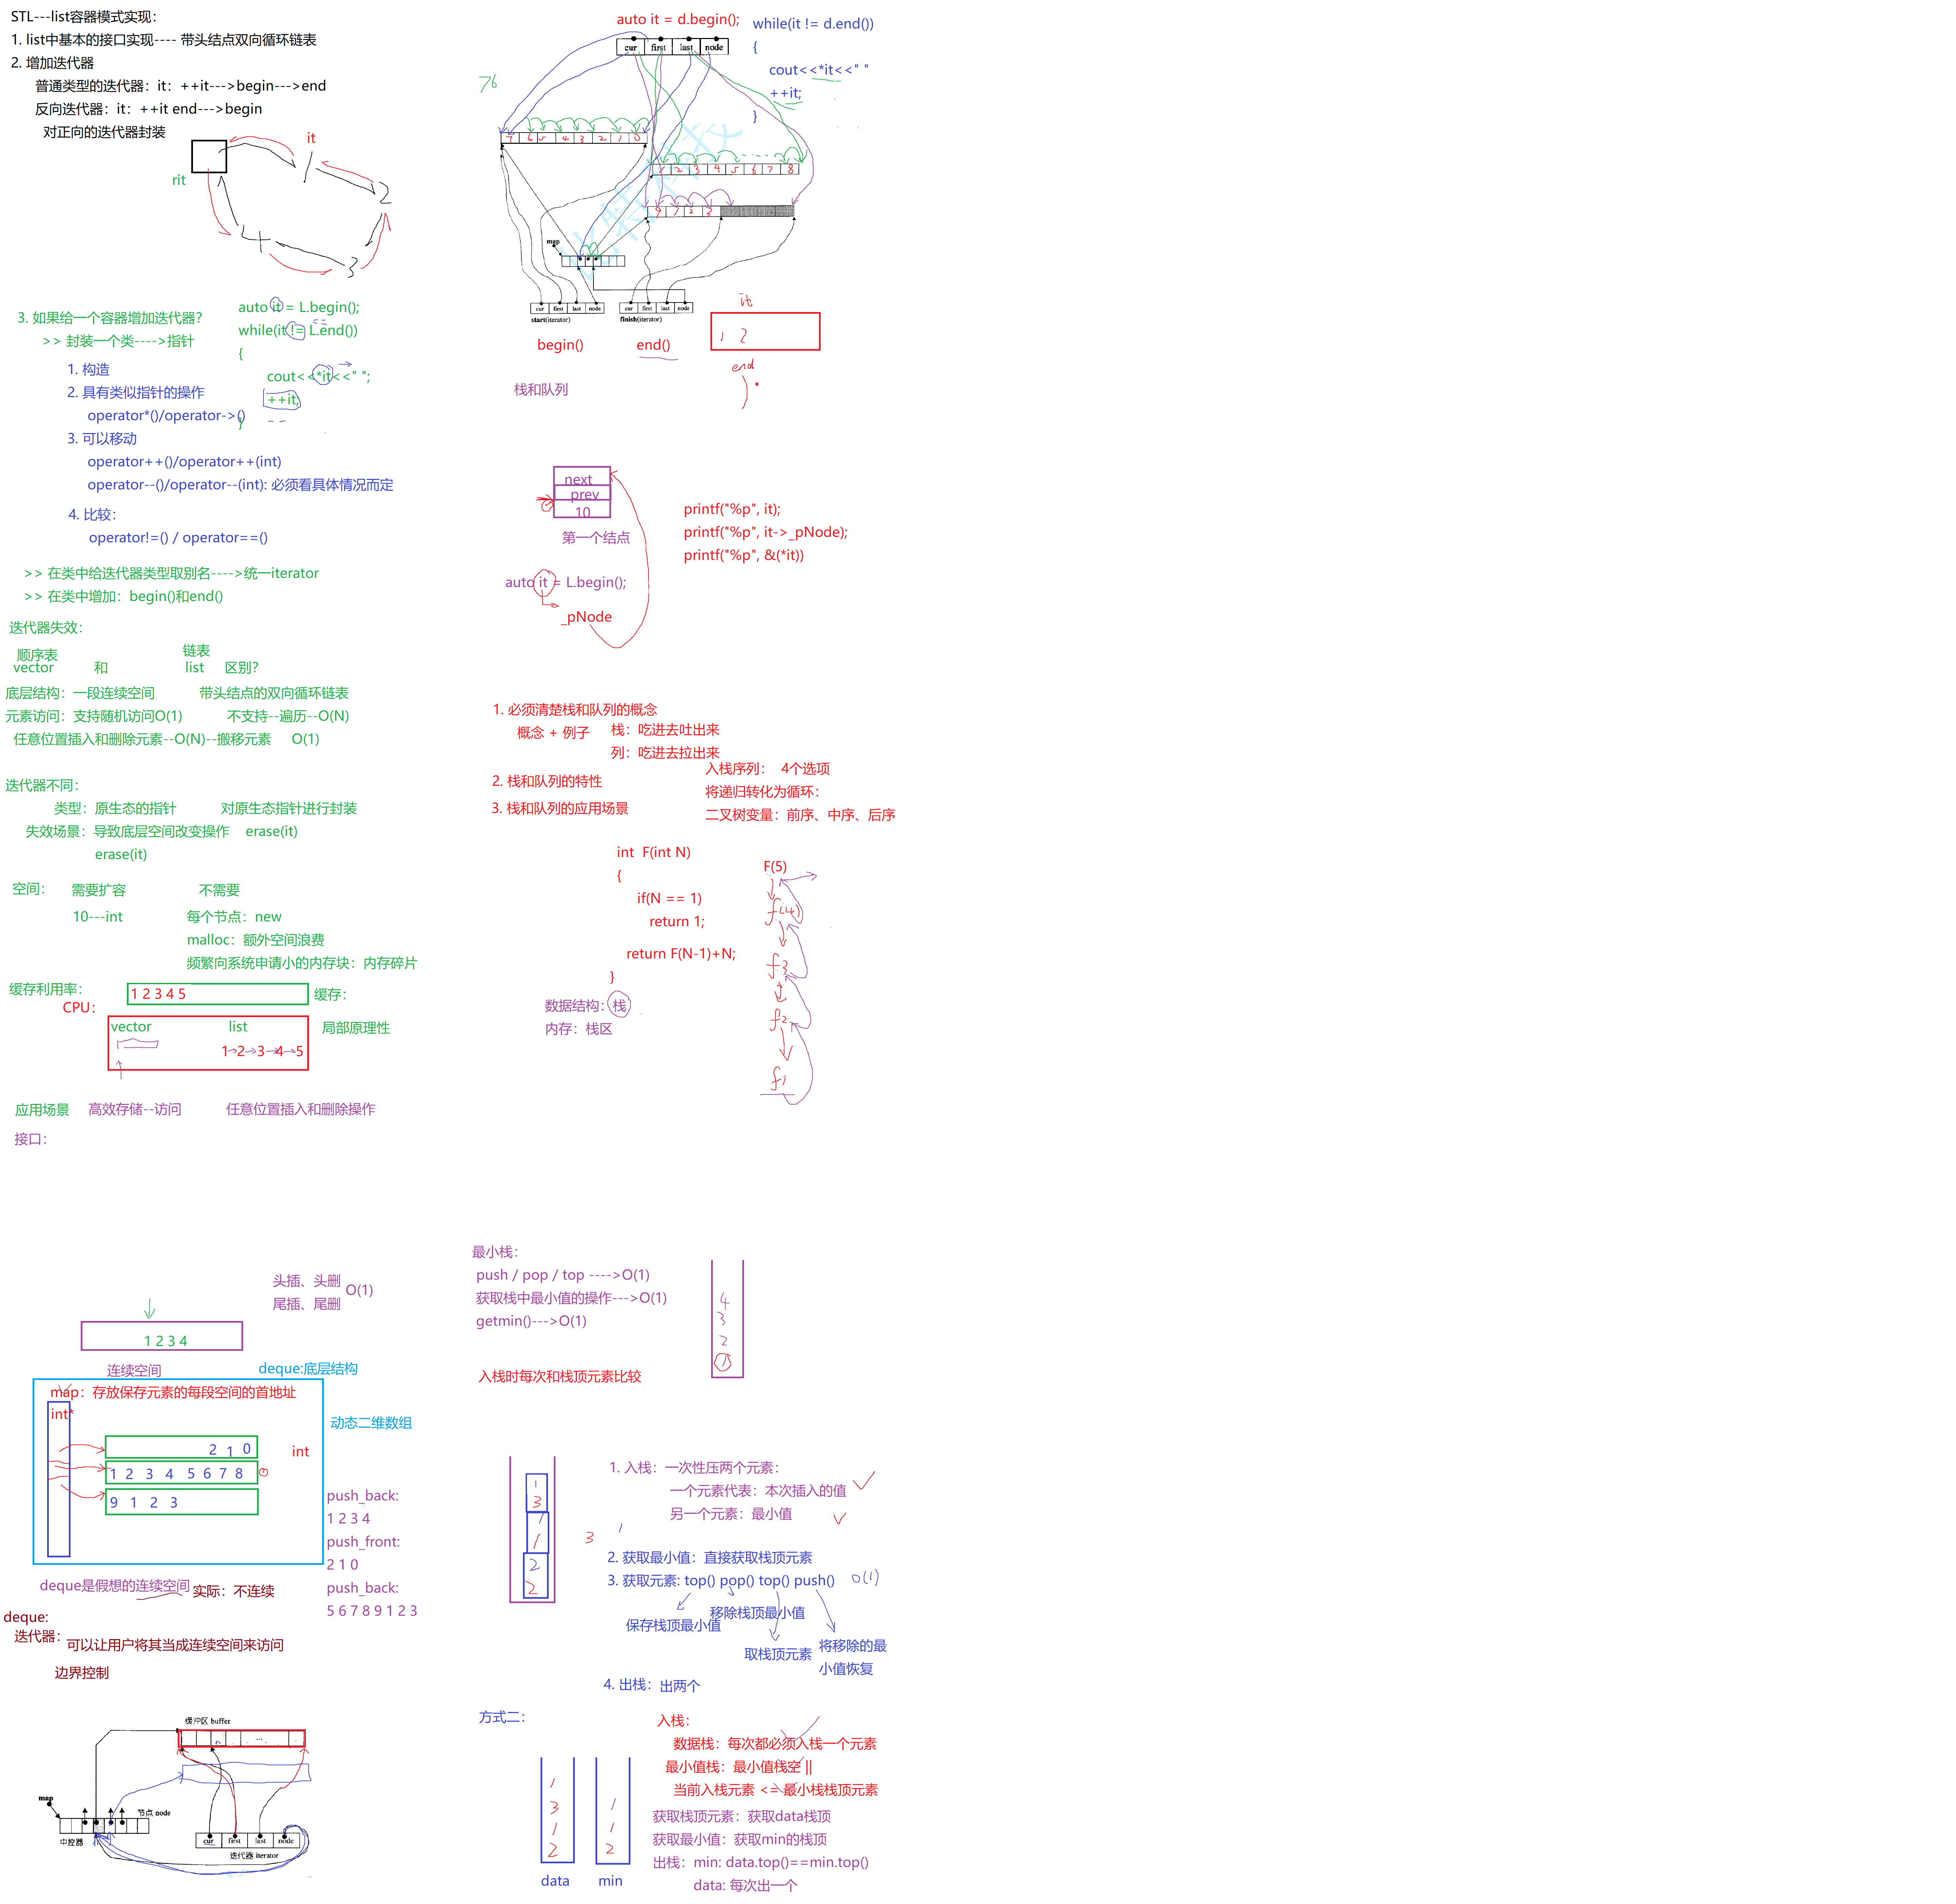 STL---list容器模式实现：
1. list中基本的接口实现---- 带头结点双向循环链表
2. 增加迭代器
普通类型的迭代器：it：++it--->begin--->end
反向迭代器：it：++it end--->begin
对正向的迭代器封装
it
rit
1
2
3
4
3. 如果给一个容器增加迭代器?
>> 封装一个类---->指针
1. 构造
2. 具有类似指针的操作
operator*()/operator->()
3. 可以移动
operator++()/operator++(int)
operator--()/operator--(int): 必须看具体情况而定
4. 比较：
operator!=() / operator==()
auto it = L.begin();
while(it != L.end())
{
cout<<*it<<" ";
++it;
}
>> 在类中给迭代器类型取别名---->统一iterator
>> 在类中增加：begin()和end()
迭代器失效：
顺序表 链表
vector 和 list 区别?
底层结构：一段连续空间 带头结点的双向循环链表
元素访问：支持随机访问O(1) 不支持--遍历--O(N)
任意位置插入和删除元素--O(N)--搬移元素 O(1)
迭代器不同：
类型：原生态的指针 对原生态指针进行封装
失效场景：导致底层空间改变操作 erase(it)
erase(it)
空间： 需要扩容 不需要
10---int 每个节点：new
malloc：额外空间浪费
频繁向系统申请小的内存块：内存碎片
缓存利用率： 1 2 3 4 5 缓存：
CPU：
vector list 局部原理性
1 2 3 4 5
应用场景 高效存储--访问 任意位置插入和删除操作
接口：
头插、头删 O(1)
尾插、尾删
1 2 3 4
连续空间 deque:底层结构
map：存放保存元素的每段空间的首地址
int*
动态二维数组
2 1 0 int
1 2 3 4 5 6 7 8
9 1 2 3
push_back:
1 2 3 4
push_front:
2 1 0
push_back:
5 6 7 8 9 1 2 3
deque是假想的连续空间 实际：不连续
deque:
迭代器：可以让用户将其当成连续空间来访问
边界控制
缓冲区 buffer
...
map
节点 node
中控器
cur first last node
迭代器 iterator
auto it = d.begin();
while(it != d.end())
{
cout<<*it<<" "
++it;
}
cur first last node
76
7 6 5 4 3 2 1 0
1 2 3 4 5 6 7 8
9 1 2 3
比特科技
map
cur first last node
start(iterator)
cur first last node
finish(iterator)
begin() end()
it
1 2
end
栈和队列
next
prev
10
第一个结点
auto it = L.begin();
_pNode
printf("%p", it);
printf("%p", it->_pNode);
printf("%p", &(*it))
1. 必须清楚栈和队列的概念
概念 + 例子 栈：吃进去吐出来
列：吃进去拉出来
2. 栈和队列的特性
入栈序列： 4个选项
3. 栈和队列的应用场景
将递归转化为循环：
二叉树变量：前序、中序、后序
int F(int N)
{
if(N == 1)
return 1;
return F(N-1)+N;
}
F(5)
f(4)
f3
f2
f1
数据结构：栈
内存：栈区
最小栈：
push / pop / top ---->O(1)
获取栈中最小值的操作--->O(1)
getmin()--->O(1)
4
3
2
1
入栈时每次和栈顶元素比较
1
3
1
1
2
2
3 1
1. 入栈：一次性压两个元素：
一个元素代表：本次插入的值
另一个元素：最小值
2. 获取最小值：直接获取栈顶元素
3. 获取元素: top() pop() top() push() O(1)
移除栈顶最小值
保存栈顶最小值
取栈顶元素
将移除的最
小值恢复
4. 出栈：出两个
方式二：
入栈：
数据栈：每次都必须入栈一个元素
最小值栈：最小值栈空 ||
当前入栈元素 <= 最小栈栈顶元素
获取栈顶元素：获取data栈顶
获取最小值：获取min的栈顶
出栈：min: data.top()==min.top()
data: 每次出一个
1
3
1
2
1
1
2
data min